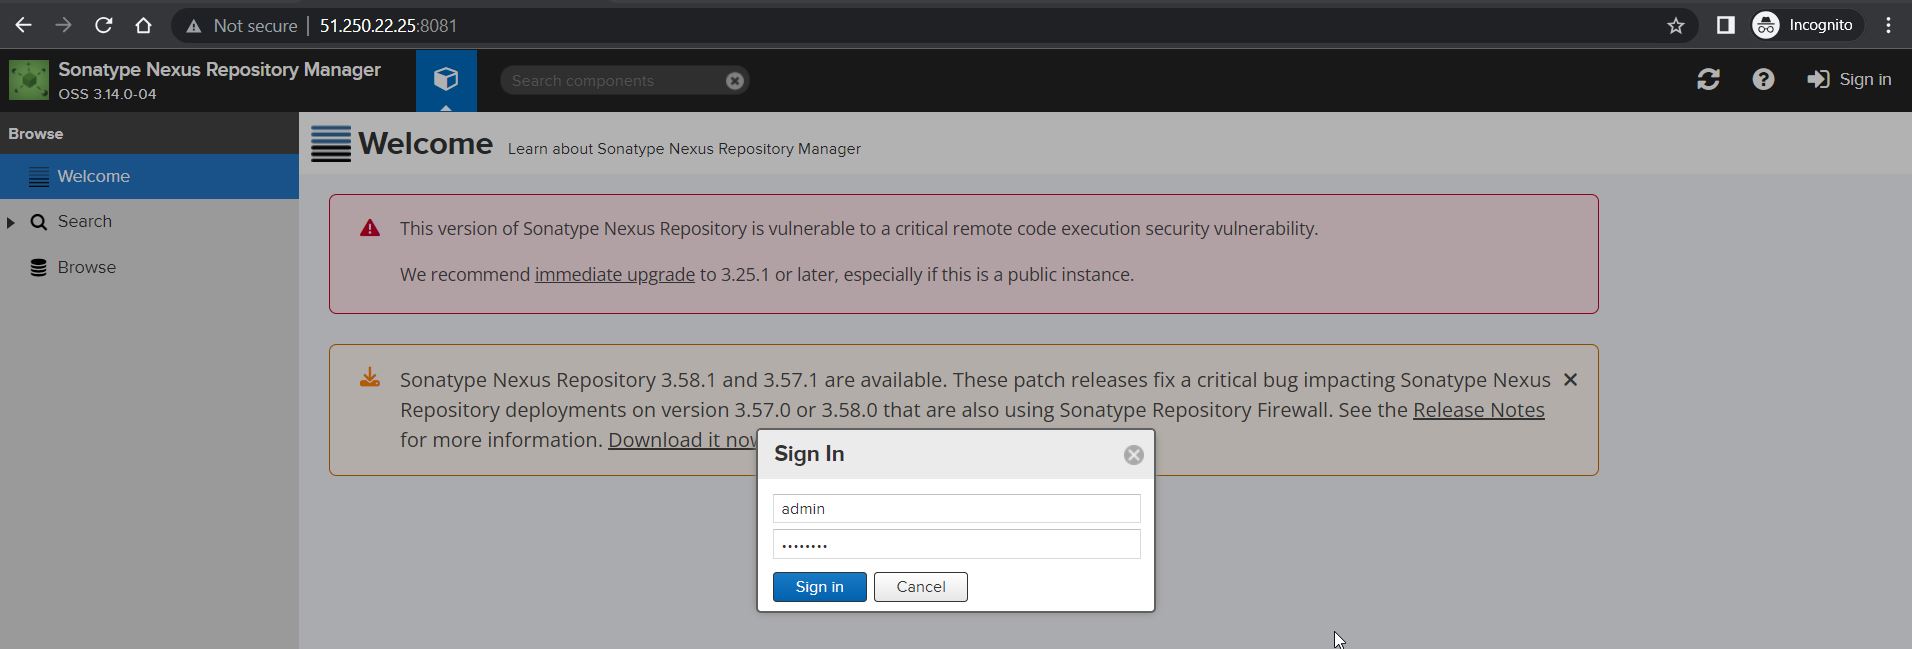 Not secure | 51.250.22.25:8081
Incognito
Sonatype Nexus Repository Manager
OSS 3.14.0-04
Search components
Sign in
Browse
Welcome
Search
Browse
Welcome Learn about Sonatype Nexus Repository Manager
This version of Sonatype Nexus Repository is vulnerable to a critical remote code execution security vulnerability.
We recommend immediate upgrade to 3.25.1 or later, especially if this is a public instance.
Sonatype Nexus Repository 3.58.1 and 3.57.1 are available. These patch releases fix a critical bug impacting Sonatype Nexus
Repository deployments on version 3.57.0 or 3.58.0 that are also using Sonatype Repository Firewall. See the Release Notes
for more information. Download it now
Sign In
admin
••••••••
Sign in
Cancel